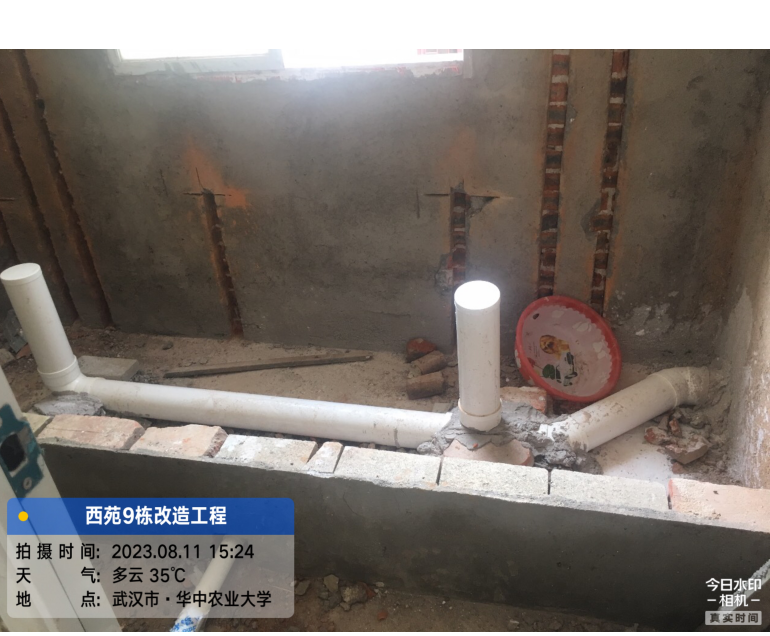 西苑9栋改造工程
拍摄时间: 2023.08.11 15:24
天气: 多云 35℃
地点: 武汉市·华中农业大学
今日水印
相机
真实时间